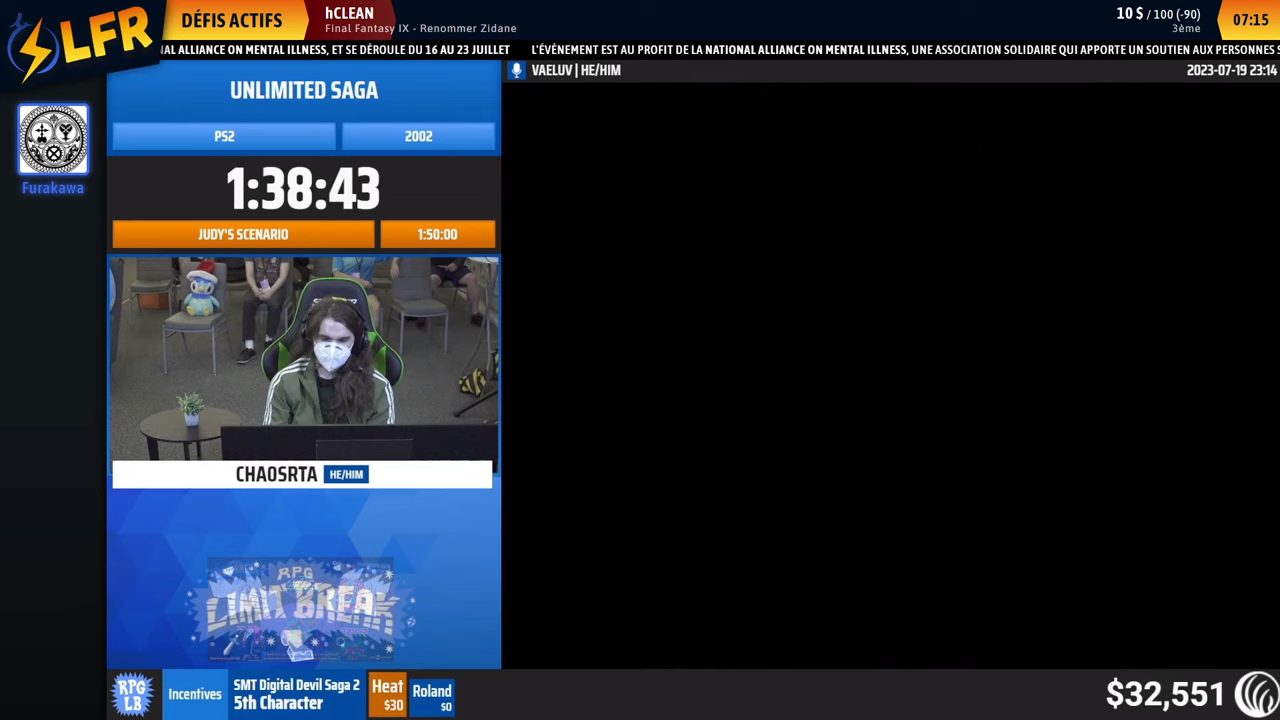 LFR
DÉFIS ACTIFS
hCLEAN
Final Fantasy IX - Renommer Zidane
10 $ / 100 (-90)
3ème
07:15
AL ALLIANCE ON MENTAL ILLNESS, ET SE DÉROULE DU 16 AU 23 JUILLET
L'ÉVÉNEMENT EST AU PROFIT DE LA NATIONAL ALLIANCE ON MENTAL ILLNESS, UNE ASSOCIATION SOLIDAIRE QUI APPORTE UN SOUTIEN AUX PERSONNES S
Furakawa
UNLIMITED SAGA
PS2
2002
1:38:43
JUDY'S SCENARIO
1:50:00
VAELUV | HE/HIM
2023-07-19 23:14
CHAOSRTA
HE/HIM
RPG
LIMIT BREAK
RPG
LB
Incentives
SMT Digital Devil Saga 2
5th Character
Heat
$30
Roland
$0
$32,551